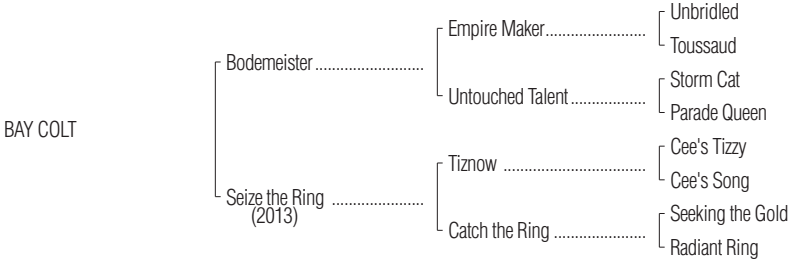 Unbridled
Empire Maker..........................
Toussaud
Bodemeister............................
Storm Cat
Untouched Talent....................
Parade Queen
BAY COLT
Cee's Tizzy
Tiznow ....................................
Cee's Song
Seize the Ring ........................
(2013)
Seeking the Gold
Catch the Ring ........................
Radiant Ring